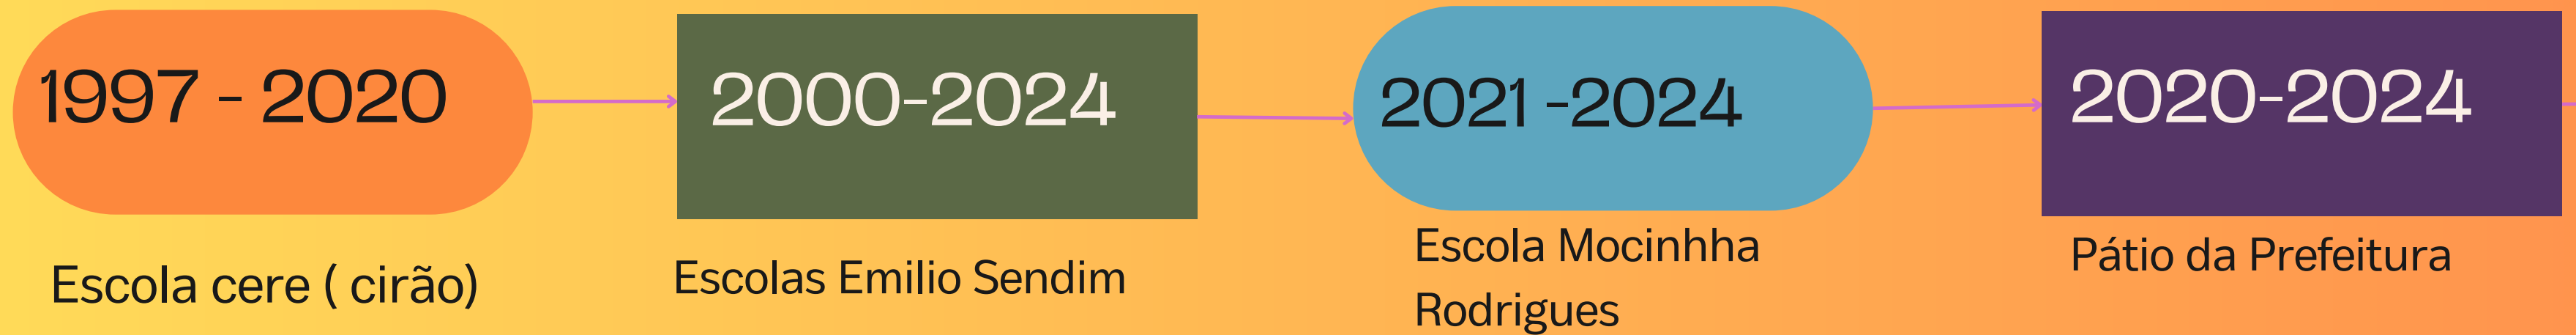 1997 - 2020
Escola cere ( cirão)
2000-2024
Escolas Emilio Sendim
2021 -2024
Escola Mocinhha
Rodrigues
2020-2024
Pátio da Prefeitura